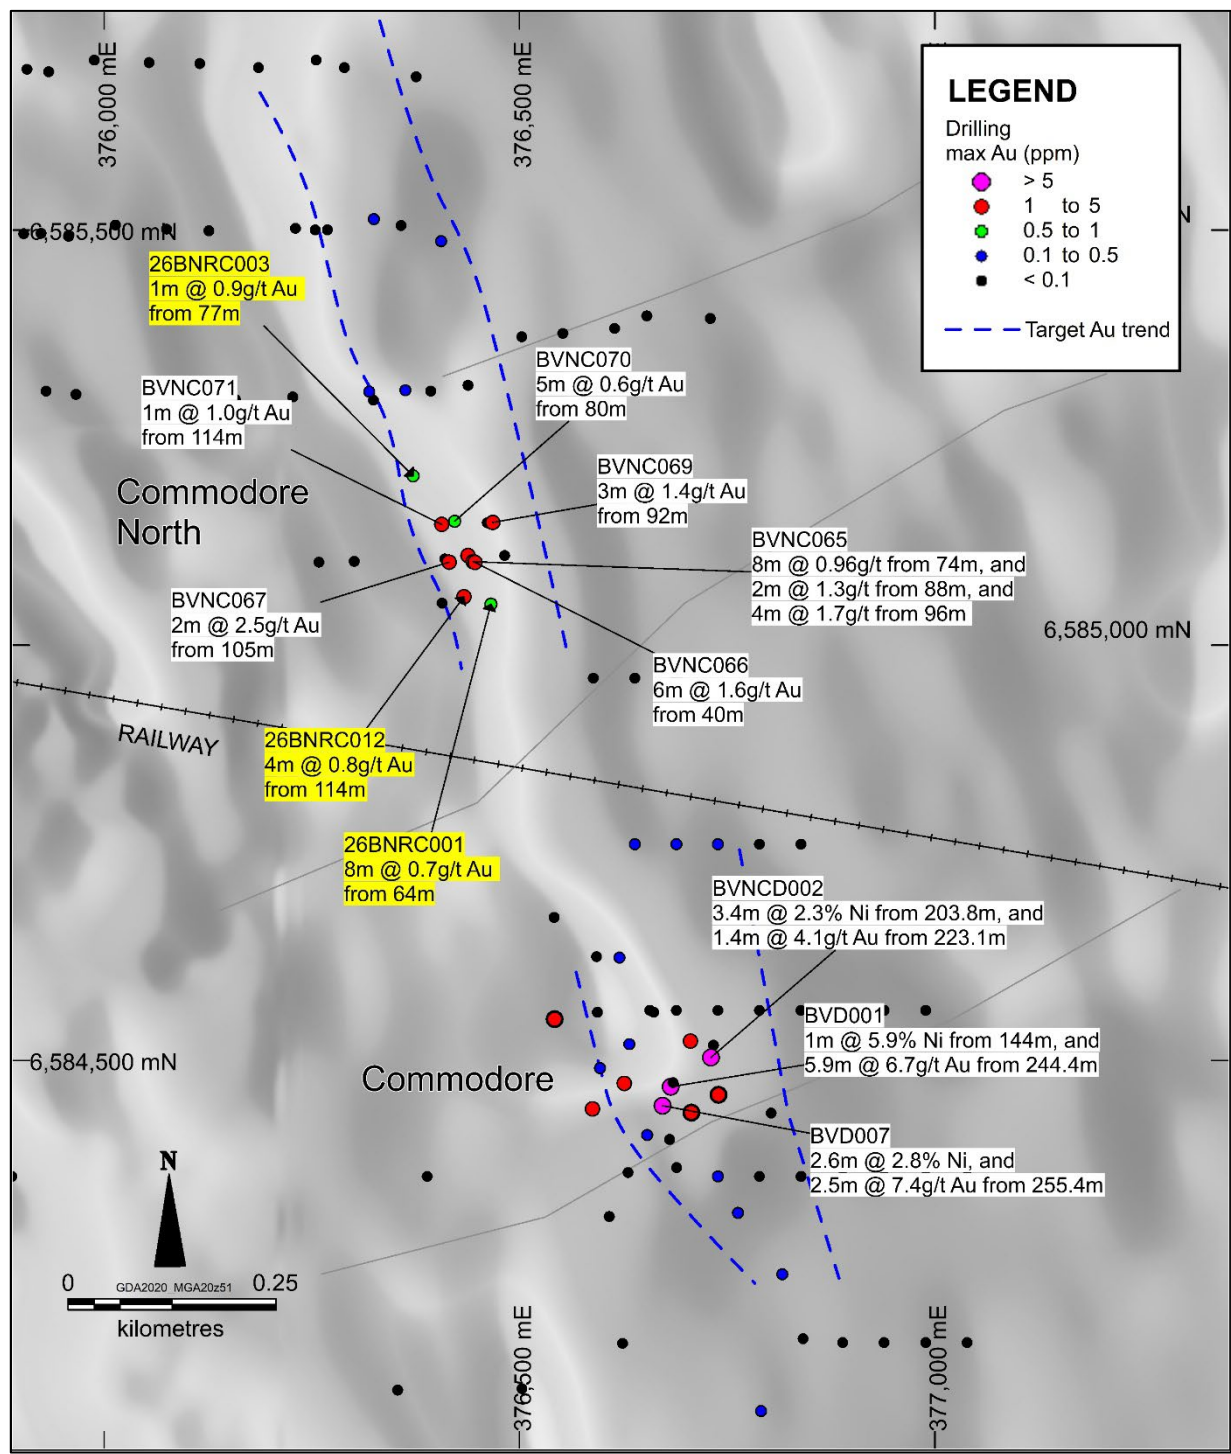 376,000 mE
376,500 mE
LEGEND
Drilling
max Au (ppm)
> 5
1 to 5
0.5 to 1
0.1 to 0.5
< 0.1
Target Au trend
N
6,585,500 mN
26BNRC003
1m @ 0.9g/t Au
from 77m
BVNC070
5m @ 0.6g/t Au
from 80m
BVNC071
1m @ 1.0g/t Au
from 114m
BVNC069
3m @ 1.4g/t Au
from 92m
Commodore
North
BVNC065
8m @ 0.96g/t from 74m, and
2m @ 1.3g/t from 88m, and
4m @ 1.7g/t from 96m
BVNC067
2m @ 2.5g/t Au
from 105m
6,585,000 mN
BVNC066
6m @ 1.6g/t Au
from 40m
RAILWAY
26BNRC012
4m @ 0.8g/t Au
from 114m
26BNRC001
8m @ 0.7g/t Au
from 64m
BVNCD002
3.4m @ 2.3% Ni from 203.8m, and
1.4m @ 4.1g/t Au from 223.1m
BVD001
1m @ 5.9% Ni from 144m, and
5.9m @ 6.7g/t Au from 244.4m
6,584,500 mN
Commodore
BVD007
2.6m @ 2.8% Ni, and
2.5m @ 7.4g/t Au from 255.4m
N
0 GDA2020_MGA20z51 0.25
kilometres
376,500 mE
377,000 mE